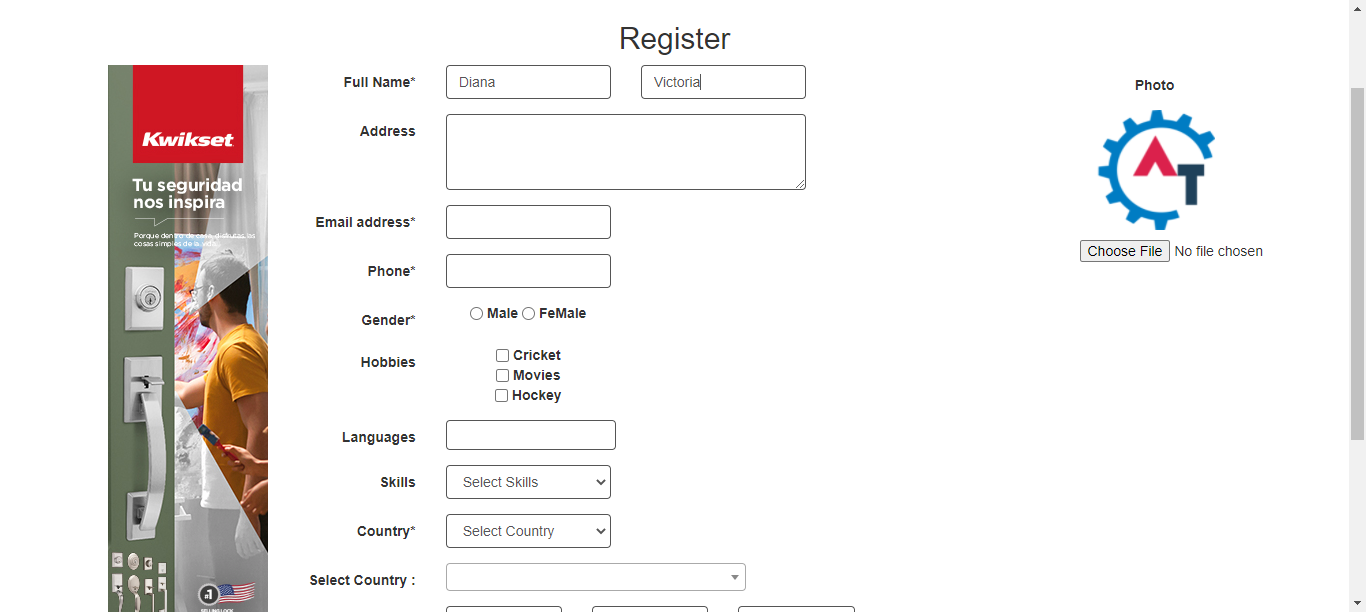 Register
Kwikset
Tu seguridad
nos inspira
Porque dentro de casa, disfrutas las
cosas simples de la vida.
Full Name* Diana Victoria
Address
Email address*
Phone*
Gender* Male FeMale
Hobbies Cricket
Movies
Hockey
Languages
Skills Select Skills
Country* Select Country
Select Country :
Photo
AT
Choose File No file chosen
#1